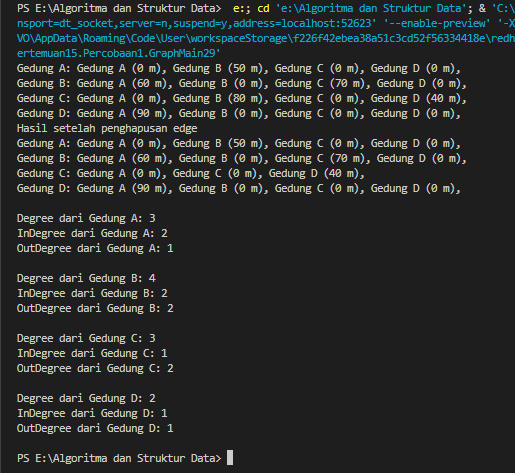 PS E:\Algoritma dan Struktur Data>  e:; cd 'e:\Algoritma dan Struktur Data'; & 'C:\
nsport=dt_socket,server=n,suspend=y,address=localhost:52623' '--enable-preview' '-X
VO\AppData\Roaming\Code\User\workspaceStorage\f226f42ebea38a51c3cd52f56334418e\redh
ertemuan15.Percobaan1.GraphMain29'
Gedung A: Gedung A (0 m), Gedung B (50 m), Gedung C (0 m), Gedung D (0 m),
Gedung B: Gedung A (60 m), Gedung B (0 m), Gedung C (70 m), Gedung D (0 m),
Gedung C: Gedung A (0 m), Gedung B (80 m), Gedung C (0 m), Gedung D (40 m),
Gedung D: Gedung A (90 m), Gedung B (0 m), Gedung C (0 m), Gedung D (0 m),
Hasil setelah penghapusan edge
Gedung A: Gedung A (0 m), Gedung B (50 m), Gedung C (0 m), Gedung D (0 m),
Gedung B: Gedung A (60 m), Gedung B (0 m), Gedung C (70 m), Gedung D (0 m),
Gedung C: Gedung A (0 m), Gedung C (0 m), Gedung D (40 m),
Gedung D: Gedung A (90 m), Gedung B (0 m), Gedung C (0 m), Gedung D (0 m),
Degree dari Gedung A: 3
InDegree dari Gedung A: 2
OutDegree dari Gedung A: 1
Degree dari Gedung B: 4
InDegree dari Gedung B: 2
OutDegree dari Gedung B: 2
Degree dari Gedung C: 3
InDegree dari Gedung C: 1
OutDegree dari Gedung C: 2
Degree dari Gedung D: 2
InDegree dari Gedung D: 1
OutDegree dari Gedung D: 1
PS E:\Algoritma dan Struktur Data>